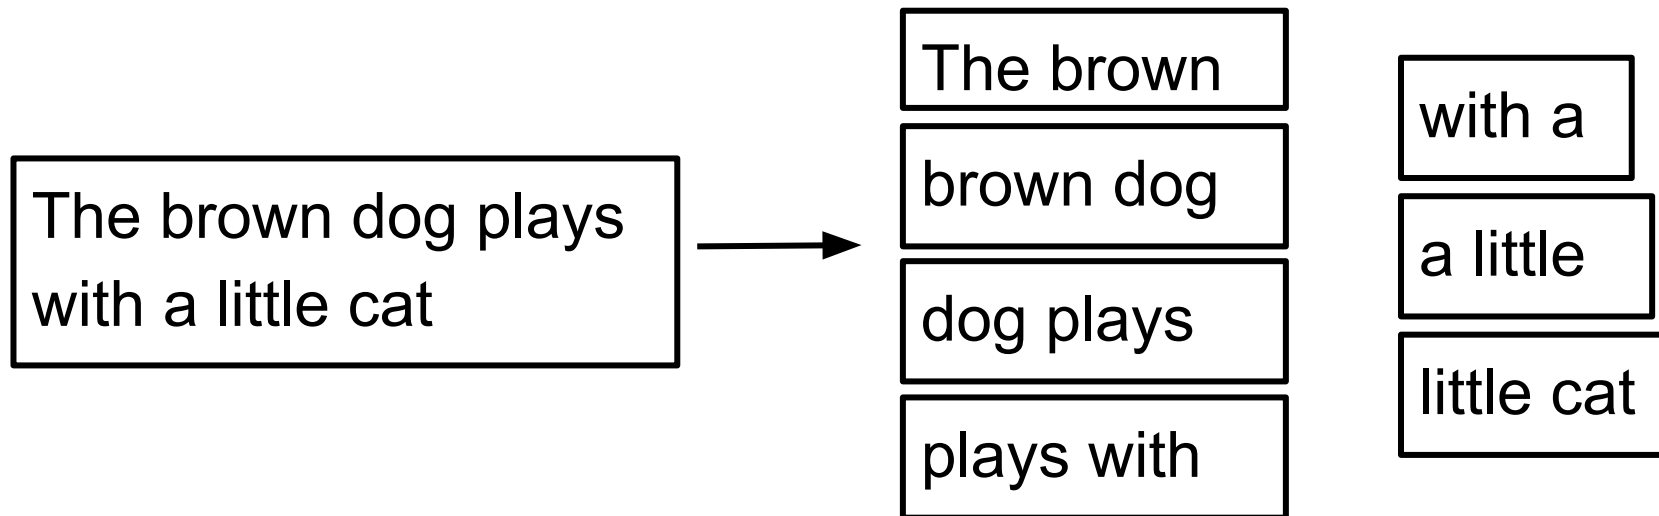 The brown dog plays
with a little cat
The brown
brown dog
dog plays
plays with
with a
a little
little cat